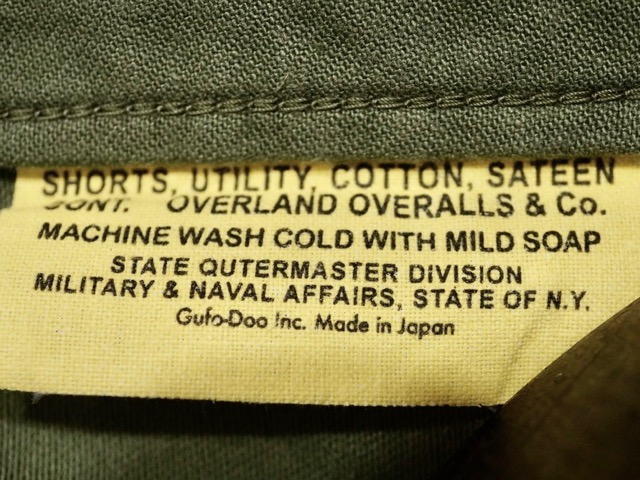 SHORTS, UTILITY, COTTON, SATEEN
CONT. OVERLAND OVERALLS & Co.
MACHINE WASH COLD WITH MILD SOAP
STATE QUTERMASTER DIVISION
MILITARY & NAVAL AFFAIRS, STATE OF N.Y.
Gufo-Doo Inc. Made in Japan